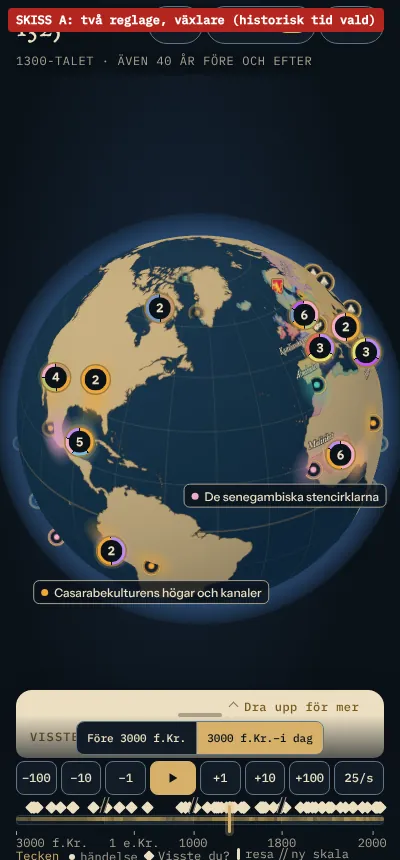 SKISS A: två reglage, växlare (historisk tid vald)
1325
1300-TALET · ÄVEN 40 ÅR FÖRE OCH EFTER
2
6
2
3
3
4
2
5
6
De senegambiska stencirklarna
2
Casarabekulturens högar och kanaler
Dra upp för mer
VISSTE
Före 3000 f.Kr.
3000 f.Kr.–i dag
−100
−10
−1
+1
+10
+100
25/s
3000 f.Kr. 1 e.Kr. 1000 1800 2000
Tecken händelse Visste du? resa ny skala